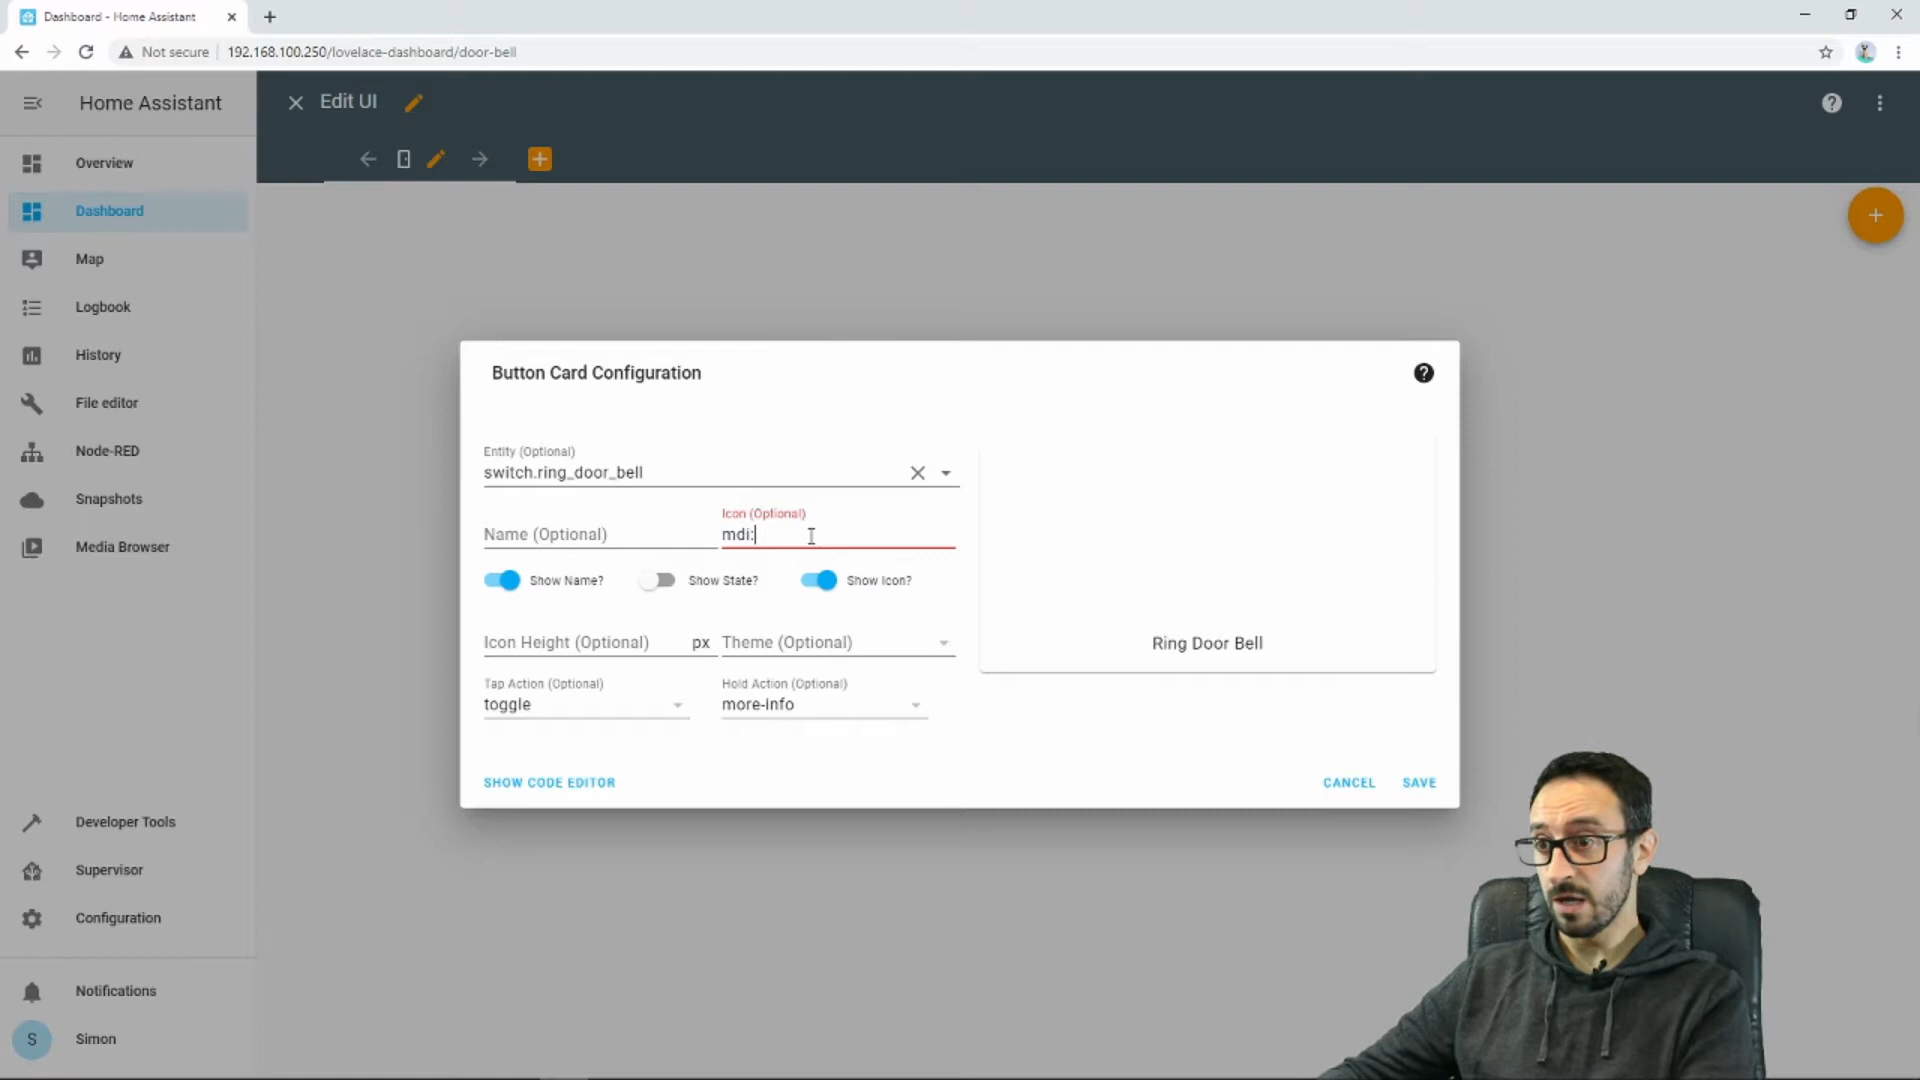 Dashboard - Home Assistant
Not secure 192.168.100.250/lovelace-dashboard/door-bell
Home Assistant
Edit UI
Overview
Dashboard
Map
Logbook
History
File editor
Node-RED
Snapshots
Media Browser
Developer Tools
Supervisor
Configuration
Notifications
S Simon
Button Card Configuration
Entity (Optional)
switch.ring_door_bell
Name (Optional)
Icon (Optional)
mdi:
Show Name? Show State? Show Icon?
Icon Height (Optional) px Theme (Optional)
Tap Action (Optional) Hold Action (Optional)
toggle more-info
Ring Door Bell
SHOW CODE EDITOR CANCEL SAVE